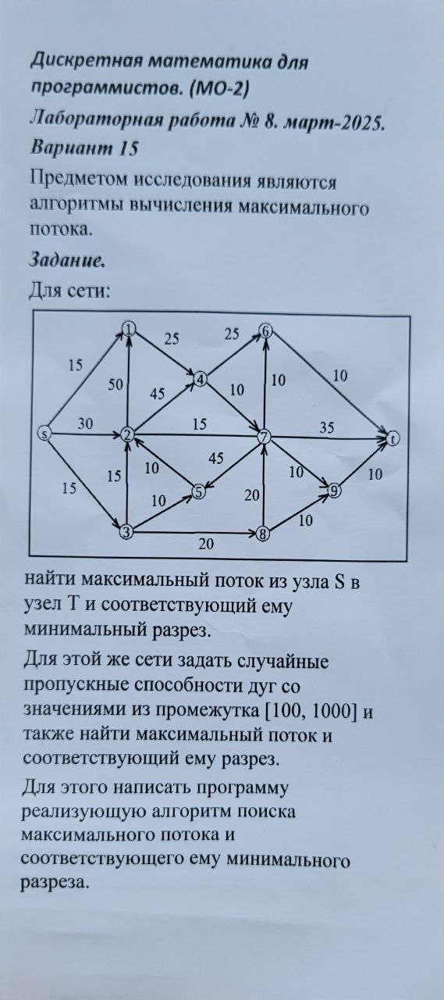 Дискретная математика для
программистов. (МО-2)
Лабораторная работа № 8. март-2025.
Вариант 15
Предметом исследования являются
алгоритмы вычисления максимального
потока.
Задание.
Для сети:
1
6
25
25
15
4
10
50
45
10
10
s
30
2
15
7
35
t
15
15
10
45
10
10
5
9
10
20
10
3
8
20
найти максимальный поток из узла S в
узел T и соответствующий ему
минимальный разрез.
Для этой же сети задать случайные
пропускные способности дуг со
значениями из промежутка [100, 1000] и
также найти максимальный поток и
соответствующий ему разрез.
Для этого написать программу
реализующую алгоритм поиска
максимального потока и
соответствующего ему минимального
разреза.